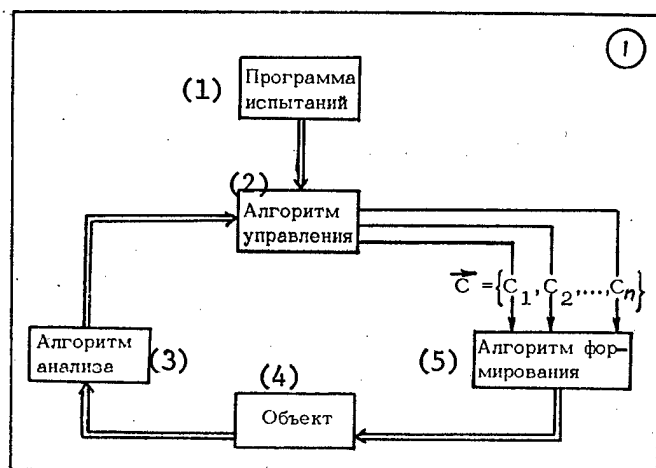 1
(1)
Программа
испытаний
(2)
Алгоритм
управления
C = {C1, C2,...,Cn}
Алгоритм
анализа
(3)
(4)
Объект
(5)
Алгоритм фор-
мирования